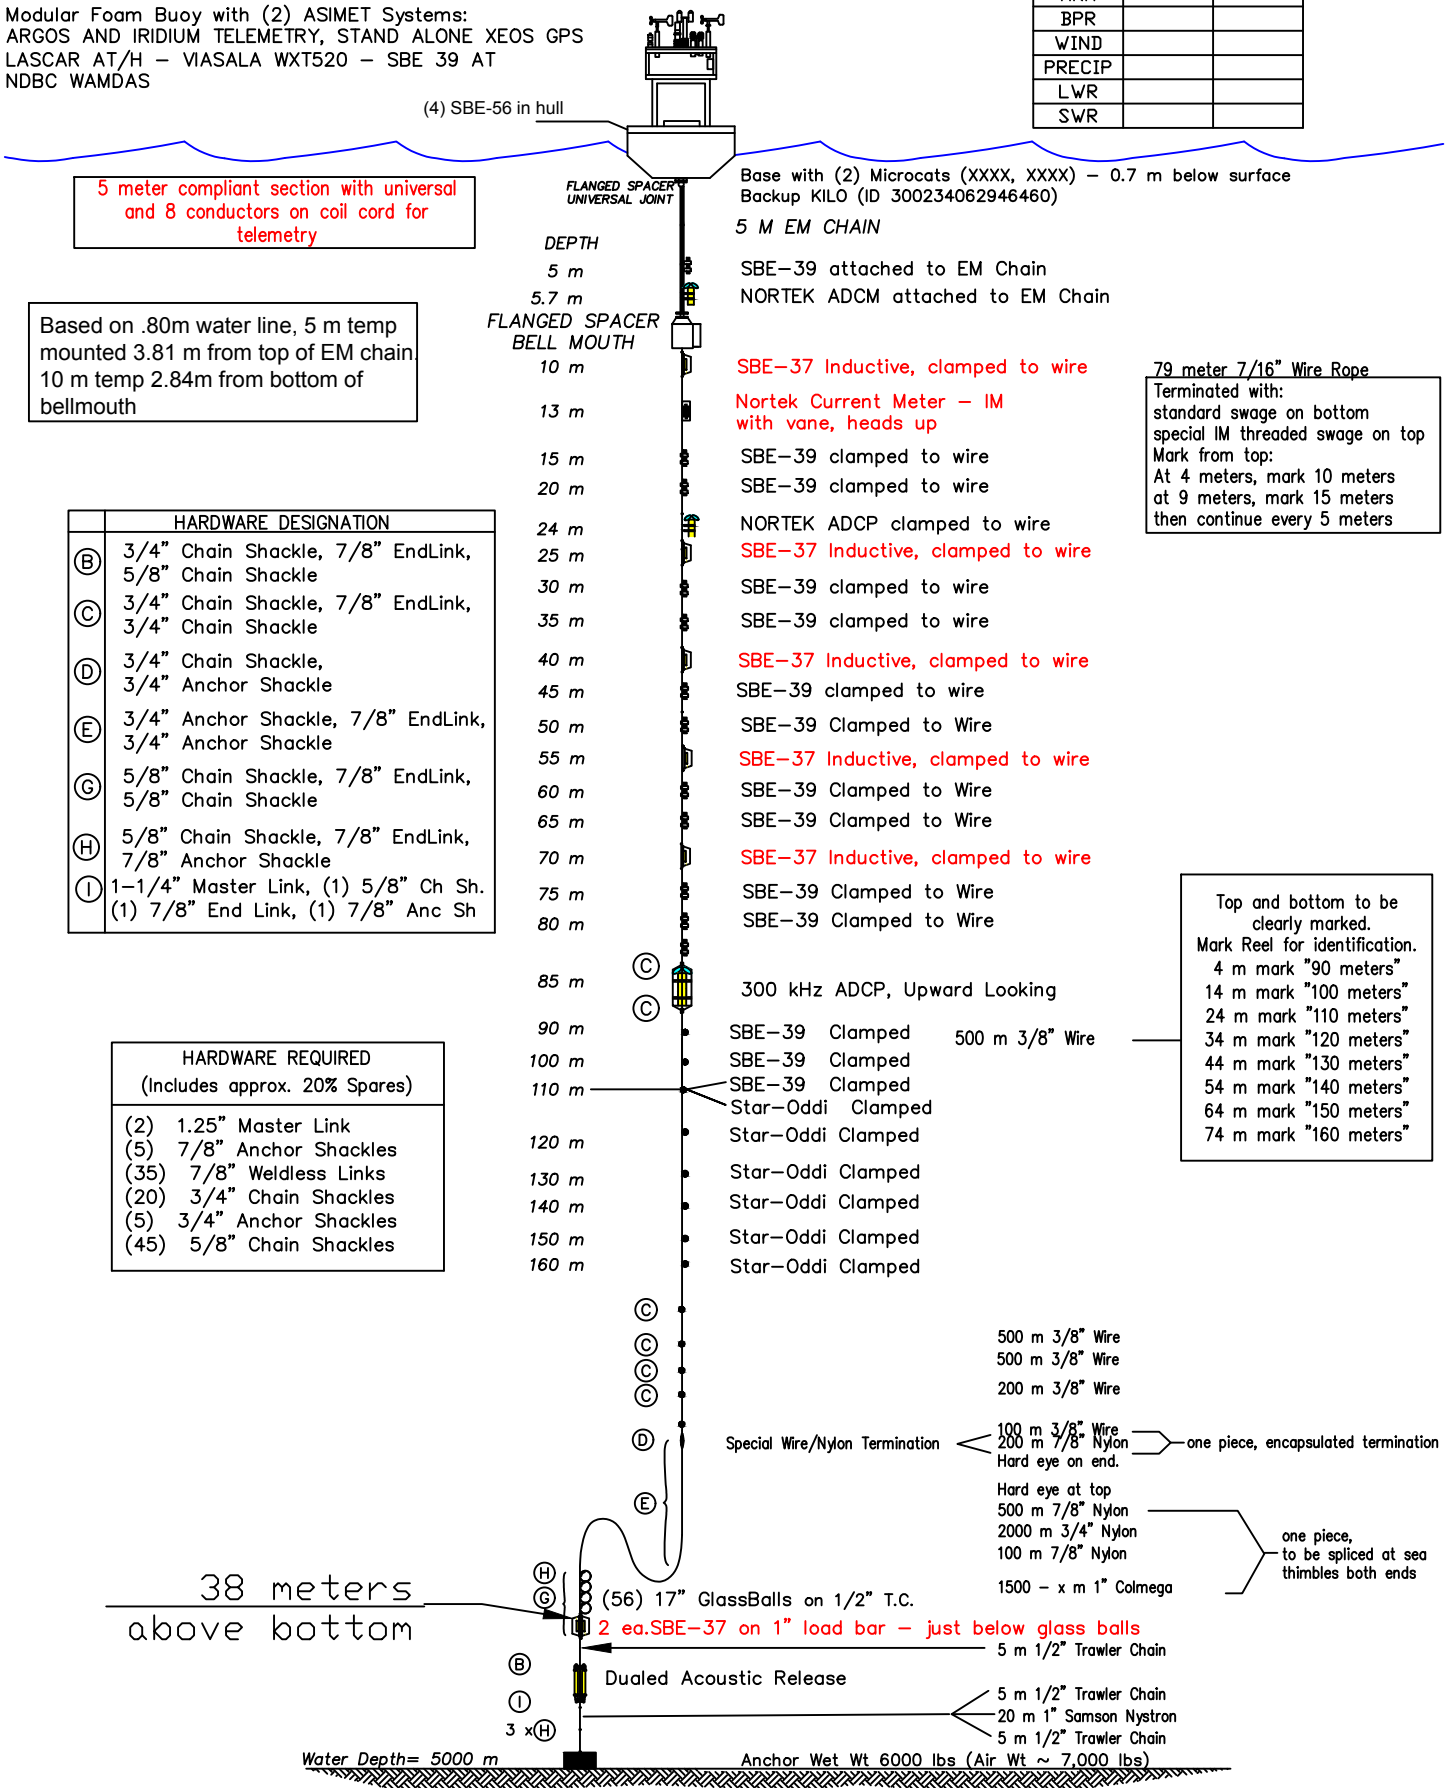 Modular Foam Buoy with (2) ASIMET Systems:
ARGOS AND IRIDIUM TELEMETRY, STAND ALONE XEOS GPS
LASCAR AT/H – VIASALA WXT520 – SBE 39 AT
NDBC WAMDAS
(4) SBE-56 in hull
BPR
WIND
PRECIP
LWR
SWR
5 meter compliant section with universal
and 8 conductors on coil cord for
telemetry
FLANGED SPACER
UNIVERSAL JOINT
Base with (2) Microcats (XXXX, XXXX) – 0.7 m below surface
Backup KILO (ID 300234062946460)
5 M EM CHAIN
DEPTH
5 m
SBE–39 attached to EM Chain
5.7 m
NORTEK ADCM attached to EM Chain
FLANGED SPACER
BELL MOUTH
Based on .80m water line, 5 m temp
mounted 3.81 m from top of EM chain.
10 m temp 2.84m from bottom of
bellmouth
10 m
SBE–37 Inductive, clamped to wire
13 m
Nortek Current Meter – IM
with vane, heads up
15 m
SBE–39 clamped to wire
20 m
SBE–39 clamped to wire
24 m
NORTEK ADCP clamped to wire
25 m
SBE–37 Inductive, clamped to wire
30 m
SBE–39 clamped to wire
35 m
SBE–39 clamped to wire
40 m
SBE–37 Inductive, clamped to wire
45 m
SBE–39 clamped to wire
50 m
SBE–39 Clamped to Wire
55 m
SBE–37 Inductive, clamped to wire
60 m
SBE–39 Clamped to Wire
65 m
SBE–39 Clamped to Wire
70 m
SBE–37 Inductive, clamped to wire
75 m
SBE–39 Clamped to Wire
80 m
SBE–39 Clamped to Wire
79 meter 7/16" Wire Rope
Terminated with:
standard swage on bottom
special IM threaded swage on top
Mark from top:
At 4 meters, mark 10 meters
at 9 meters, mark 15 meters
then continue every 5 meters
HARDWARE DESIGNATION
B 3/4" Chain Shackle, 7/8" EndLink,
5/8" Chain Shackle
C 3/4" Chain Shackle, 7/8" EndLink,
3/4" Chain Shackle
D 3/4" Chain Shackle,
3/4" Anchor Shackle
E 3/4" Anchor Shackle, 7/8" EndLink,
3/4" Anchor Shackle
G 5/8" Chain Shackle, 7/8" EndLink,
5/8" Chain Shackle
H 5/8" Chain Shackle, 7/8" EndLink,
7/8" Anchor Shackle
I 1–1/4" Master Link, (1) 5/8" Ch Sh.
(1) 7/8" End Link, (1) 7/8" Anc Sh
C
85 m
300 kHz ADCP, Upward Looking
C
90 m
SBE–39 Clamped
500 m 3/8" Wire
100 m
SBE–39 Clamped
110 m
SBE–39 Clamped
Star–Oddi Clamped
120 m
Star–Oddi Clamped
130 m
Star–Oddi Clamped
140 m
Star–Oddi Clamped
150 m
Star–Oddi Clamped
160 m
Star–Oddi Clamped
Top and bottom to be
clearly marked.
Mark Reel for identification.
4 m mark "90 meters"
14 m mark "100 meters"
24 m mark "110 meters"
34 m mark "120 meters"
44 m mark "130 meters"
54 m mark "140 meters"
64 m mark "150 meters"
74 m mark "160 meters"
HARDWARE REQUIRED
(Includes approx. 20% Spares)
(2) 1.25" Master Link
(5) 7/8" Anchor Shackles
(35) 7/8" Weldless Links
(20) 3/4" Chain Shackles
(5) 3/4" Anchor Shackles
(45) 5/8" Chain Shackles
C
C
C
C
D
E
500 m 3/8" Wire
500 m 3/8" Wire
200 m 3/8" Wire
Special Wire/Nylon Termination
100 m 3/8" Wire
200 m 7/8" Nylon
Hard eye on end.
one piece, encapsulated termination
Hard eye at top
500 m 7/8" Nylon
2000 m 3/4" Nylon
100 m 7/8" Nylon
1500 – x m 1" Colmega
one piece,
to be spliced at sea
thimbles both ends
38 meters
above bottom
H
G
(56) 17" GlassBalls on 1/2" T.C.
2 ea.SBE–37 on 1" load bar – just below glass balls
5 m 1/2" Trawler Chain
B
Dualed Acoustic Release
I
3 x H
5 m 1/2" Trawler Chain
20 m 1" Samson Nystron
5 m 1/2" Trawler Chain
Water Depth= 5000 m
Anchor Wet Wt 6000 lbs (Air Wt ~ 7,000 lbs)